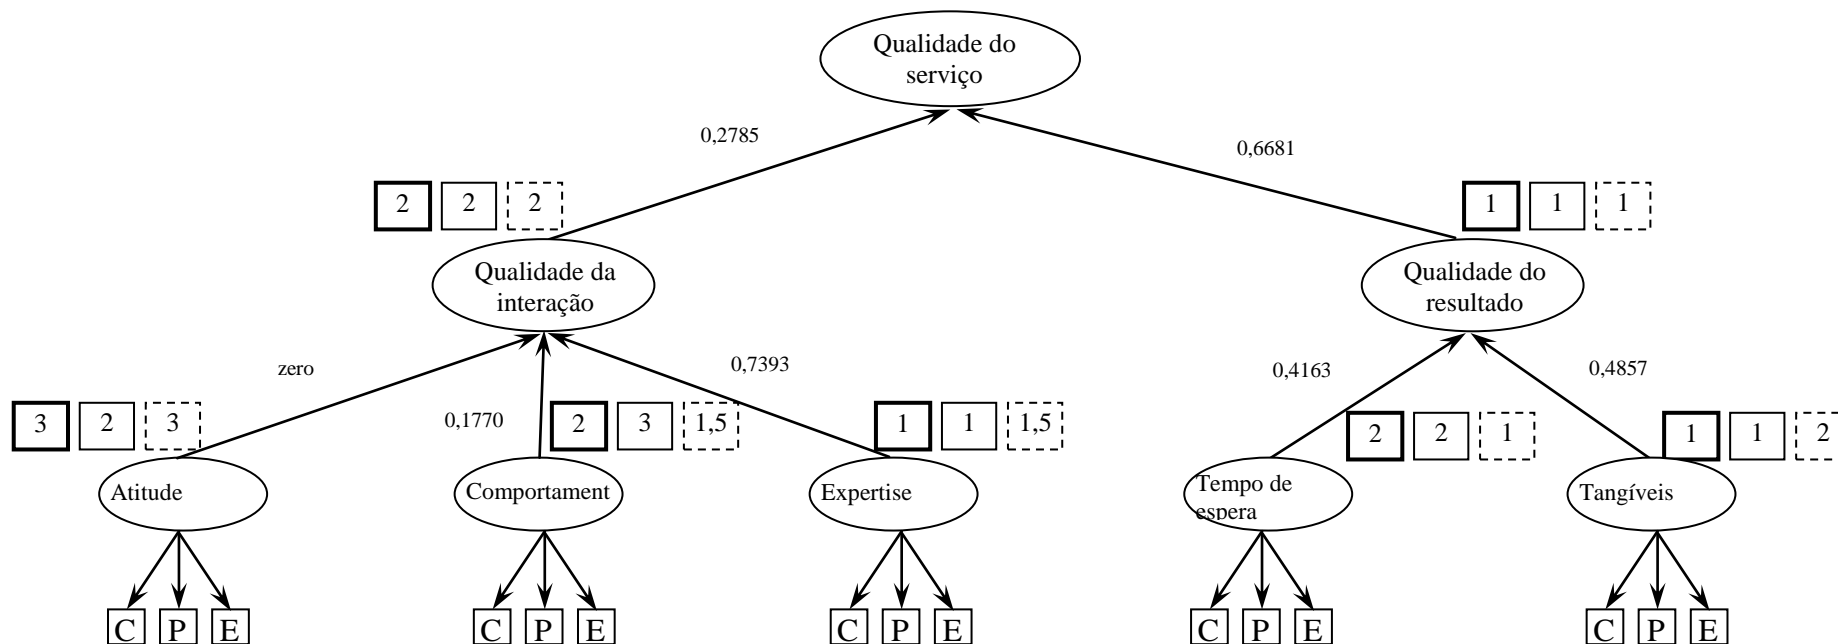 Qualidade do
serviço
0,2785
0,6681
2 2 2
1 1 1
Qualidade da
interação
Qualidade do
resultado
zero
0,1770
0,7393
0,4163
0,4857
3 2 3
2 3 1,5
1 1 1,5
2 2 1
1 1 2
Atitude
Comportament
Expertise
Tempo de
espera
Tangíveis
C P E
C P E
C P E
C P E
C P E